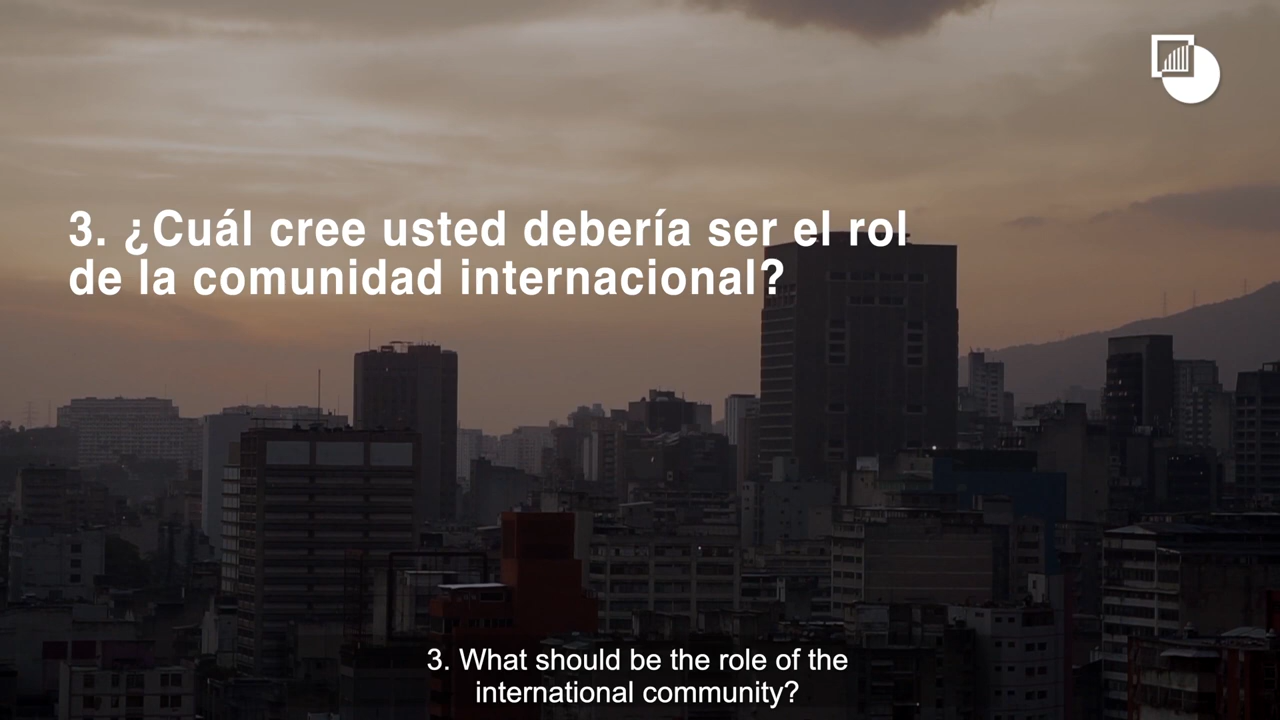 3. ¿Cuál cree usted debería ser el rol
de la comunidad internacional?
3. What should be the role of the
international community?